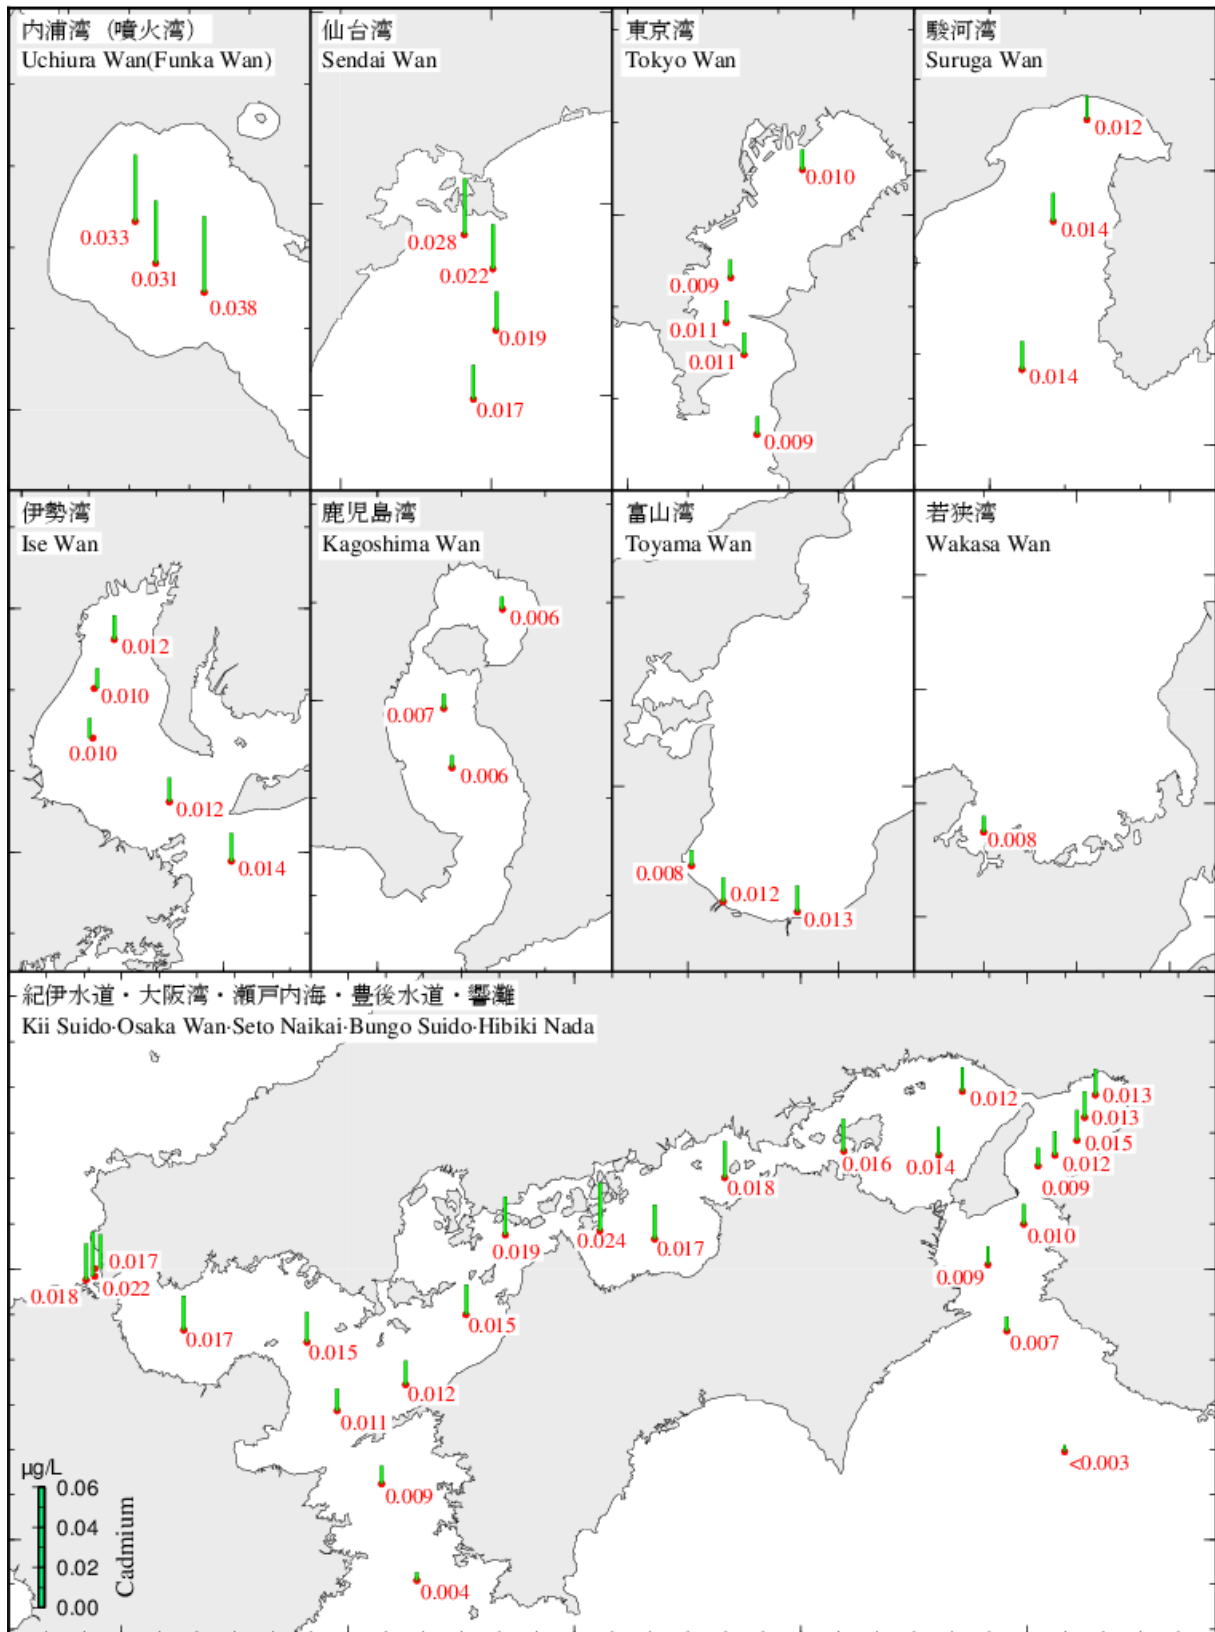 内浦湾（噴火湾）
Uchiura Wan(Funka Wan)
0.033
0.031
0.038
仙台湾
Sendai Wan
0.028
0.022
0.019
0.017
東京湾
Tokyo Wan
0.010
0.009
0.011
0.011
0.009
駿河湾
Suruga Wan
0.012
0.014
0.014
伊勢湾
Ise Wan
0.012
0.010
0.010
0.012
0.014
鹿児島湾
Kagoshima Wan
0.006
0.007
0.006
富山湾
Toyama Wan
0.008
0.012
0.013
若狭湾
Wakasa Wan
0.008
紀伊水道・大阪湾・瀬戸内海・豊後水道・響灘
Kii Suido·Osaka Wan·Seto Naikai·Bungo Suido·Hibiki Nada
0.012
0.013
0.013
0.015
0.012
0.009
0.016
0.014
0.018
0.010
0.019
0.024
0.017
0.009
0.017
0.022
0.018
0.017
0.015
0.015
0.007
0.012
0.011
<0.003
0.009
0.004
μg/L
0.06
0.04
0.02
0.00
Cadmium